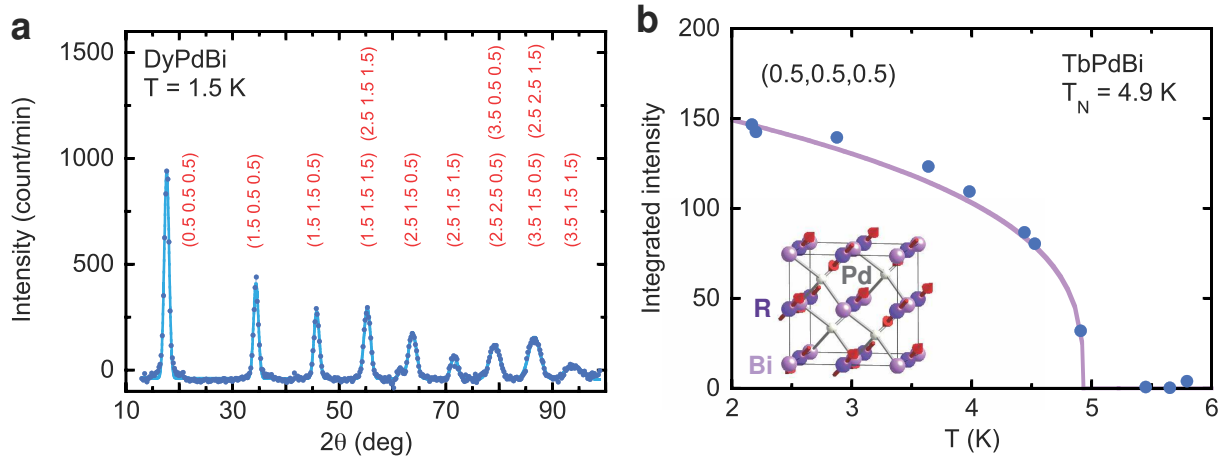 a
DyPdBi
T = 1.5 K
Intensity (count/min)
1500
1000
500
0
(0.5 0.5 0.5)
(1.5 0.5 0.5)
(1.5 1.5 0.5)
(1.5 1.5 1.5)
(2.5 1.5 1.5)
(2.5 1.5 0.5)
(2.5 1.5 1.5)
(2.5 2.5 0.5)
(3.5 0.5 0.5)
(3.5 1.5 0.5)
(2.5 2.5 1.5)
(3.5 1.5 1.5)
10 30 50 70 90
2θ (deg)
b
(0.5,0.5,0.5)
TbPdBi
T_N = 4.9 K
Integrated intensity
200
150
100
50
0
Pd
R
Bi
2 3 4 5 6
T (K)